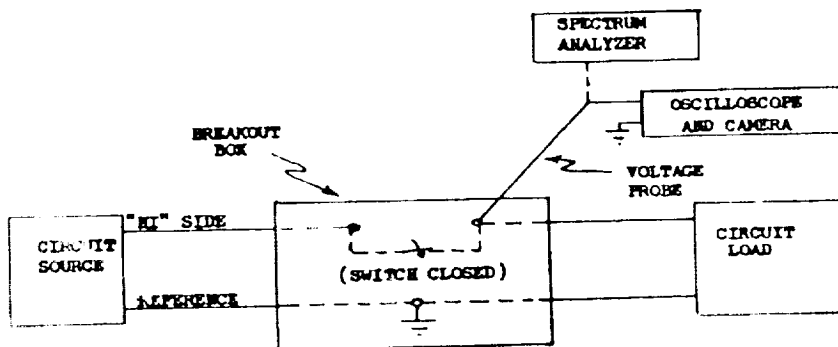 SPECTRUM
ANALYZER
OSCILLOSCOPE
AND CAMERA
BREAKOUT
BOX
VOLTAGE
PROBE
"HI" SIDE
CIRCUIT
SOURCE
(SWITCH CLOSED)
CIRCUIT
LOAD
REFERENCE